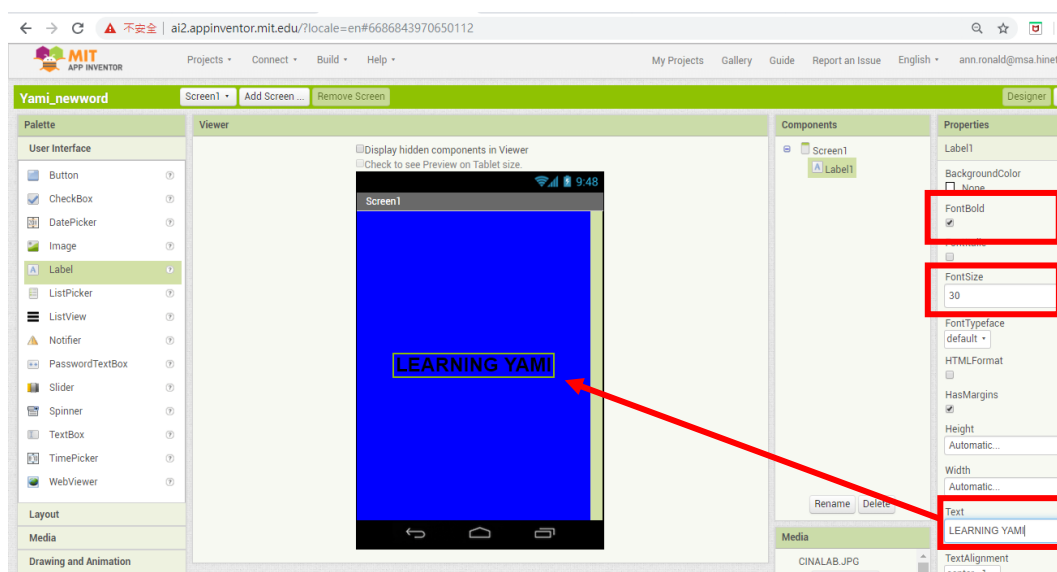 不安全 ai2.appinventor.mit.edu/?locale=en#6686843970650112
MIT
APP INVENTOR
Projects Connect Build Help My Projects Gallery Guide Report an Issue English ann.ronald@msa.hinet
Yami_newword Screen1 Add Screen ... Remove Screen Designer
Palette
User Interface
Button
CheckBox
DatePicker
Image
Label
ListPicker
ListView
Notifier
PasswordTextBox
Slider
Spinner
TextBox
TimePicker
WebViewer
Layout
Media
Drawing and Animation
Viewer
Display hidden components in Viewer
Check to see Preview on Tablet size.
9:48
Screen1
LEARNING YAMI
Components
Screen1
Label1
Rename Delete
Media
CINALAB.JPG
Properties
Label1
BackgroundColor
None
FontBold
FontSize
30
FontTypeface
default
HTMLFormat
HasMargins
Height
Automatic...
Width
Automatic...
Text
LEARNING YAMI
TextAlignment